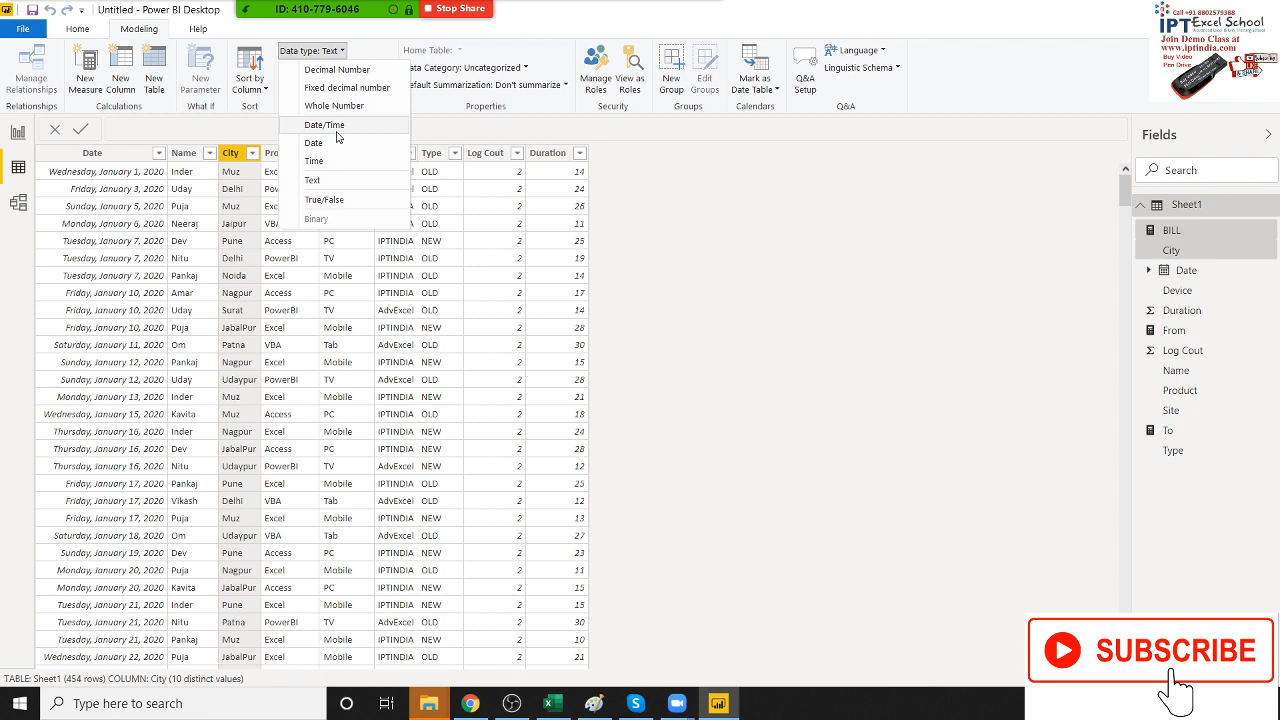 Untitled - Power BI Desktop
ID: 410-779-6046
Stop Share
File
Home
Modeling
Help
Manage Relationships
New Measure
New Column
New Table
New Parameter
Sort by Column
Data type: Text
Home Table:
Data Category: Uncategorized
Default Summarization: Don't summarize
Manage Roles
View as Roles
New Group
Edit Groups
Mark as Date Table
Q&A Setup
Language
Linguistic Schema
Relationships
Calculations
What If
Sort
Properties
Security
Groups
Calendars
Q&A
Decimal Number
Fixed decimal number
Whole Number
Date/Time
Date
Time
Text
True/False
Binary
Call +91 8802579388
IPT Excel School
Join Demo Class at
www.iptindia.com
Buy Video
Pen Drive
Date Name City Type Log Cout Duration
Wednesday, January 1, 2020 Inder Muz OLD 2 14
Friday, January 3, 2020 Uday Delhi OLD 2 24
Sunday, January 5, 2020 Puja Muz OLD 2 26
Monday, January 6, 2020 Neeraj Jaipur OLD 2 11
Tuesday, January 7, 2020 Dev Pune Access PC IPTINDIA NEW 2 25
Tuesday, January 7, 2020 Nitu Delhi PowerBI TV IPTINDIA OLD 2 19
Tuesday, January 7, 2020 Pankaj Noida Excel Mobile IPTINDIA OLD 2 14
Friday, January 10, 2020 Amar Nagpur Access PC IPTINDIA NEW 2 17
Friday, January 10, 2020 Uday Surat PowerBI TV AdvExcel OLD 2 14
Friday, January 10, 2020 Puja JabalPur Excel Mobile IPTINDIA NEW 2 28
Saturday, January 11, 2020 Om Patna VBA Tab AdvExcel OLD 2 30
Sunday, January 12, 2020 Pankaj Nagpur Excel Mobile IPTINDIA NEW 2 15
Sunday, January 12, 2020 Uday Udaypur PowerBI TV AdvExcel OLD 2 28
Monday, January 13, 2020 Inder Muz Excel Mobile IPTINDIA OLD 2 21
Wednesday, January 15, 2020 Kavita Muz Access PC IPTINDIA OLD 2 18
Thursday, January 16, 2020 Inder Nagpur Excel Mobile IPTINDIA NEW 2 24
Thursday, January 16, 2020 Dev JabalPur Access PC IPTINDIA NEW 2 28
Thursday, January 16, 2020 Nitu Udaypur PowerBI TV AdvExcel OLD 2 12
Friday, January 17, 2020 Pankaj Pune Excel Mobile IPTINDIA NEW 2 25
Friday, January 17, 2020 Vikash Delhi VBA Tab AdvExcel OLD 2 12
Friday, January 17, 2020 Puja Muz Excel Mobile IPTINDIA NEW 2 13
Saturday, January 18, 2020 Om Udaypur VBA Tab AdvExcel OLD 2 27
Sunday, January 19, 2020 Dev Pune Access PC IPTINDIA NEW 2 23
Monday, January 20, 2020 Puja Nagpur Excel Mobile IPTINDIA NEW 2 11
Monday, January 20, 2020 Kavita JabalPur Access PC IPTINDIA NEW 2 15
Tuesday, January 21, 2020 Inder Pune Excel Mobile IPTINDIA NEW 2 15
Tuesday, January 21, 2020 Nitu Patna PowerBI TV IPTINDIA OLD 2 30
Tuesday, January 21, 2020 Pankaj Muz Excel Mobile IPTINDIA NEW 2 10
Wednesday, January 22, 2020 Puja JabalPur Excel Mobile IPTINDIA OLD 2 21
Fields
Search
Sheet1
BILL
City
Date
Device
Duration
From
Log Cout
Name
Product
Site
To
Type
TABLE: Sheet1 (454 rows) COLUMN: City (10 distinct values)
SUBSCRIBE
Type here to search